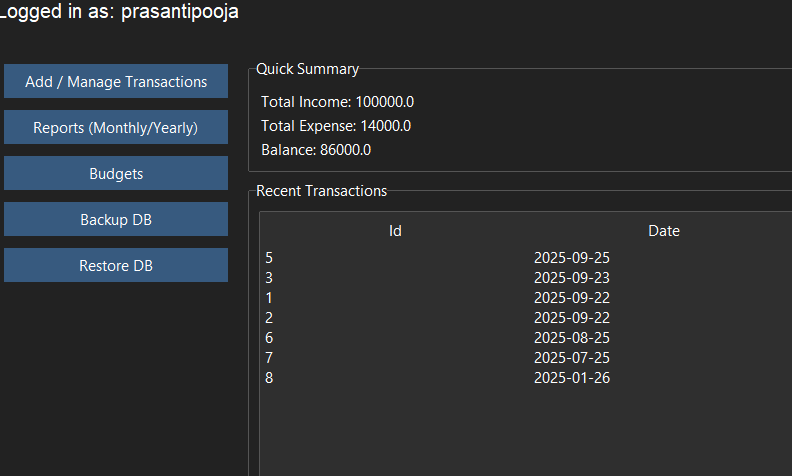 Logged in as: prasantipooja
Add / Manage Transactions
Reports (Monthly/Yearly)
Budgets
Backup DB
Restore DB
Quick Summary
Total Income: 100000.0
Total Expense: 14000.0
Balance: 86000.0
Recent Transactions
Id Date
5 2025-09-25
3 2025-09-23
1 2025-09-22
2 2025-09-22
6 2025-08-25
7 2025-07-25
8 2025-01-26